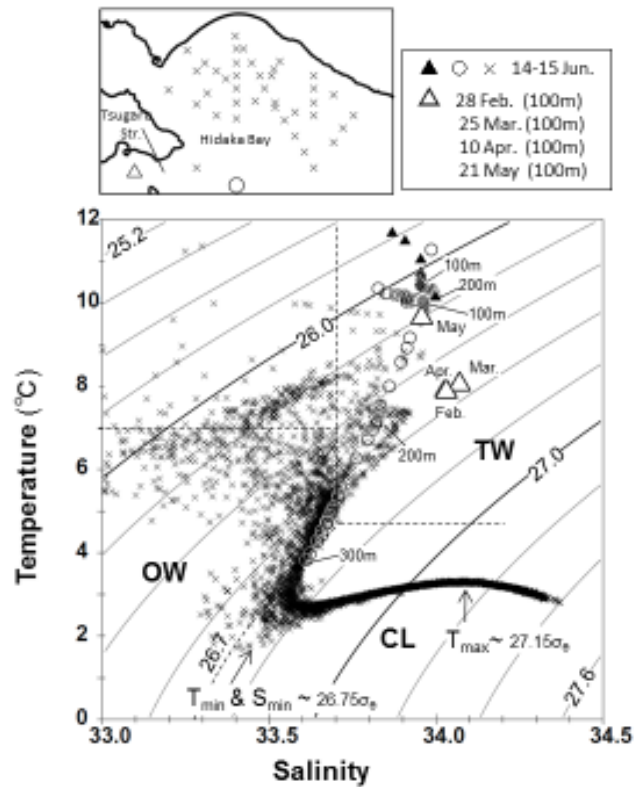 Tsugaru
Str.
Hidaka Bay
14-15 Jun.
28 Feb. (100m)
25 Mar. (100m)
10 Apr. (100m)
21 May (100m)
12
10
8
6
4
2
0
Temperature (°C)
25.2
26.0
100m
200m
100m
May
Apr.
Mar.
Feb.
200m
TW
27.0
300m
OW
CL
26.7
Tmax ~ 27.15σθ
Tmin & Smin ~ 26.75σθ
27.6
33.0
33.5
34.0
34.5
Salinity